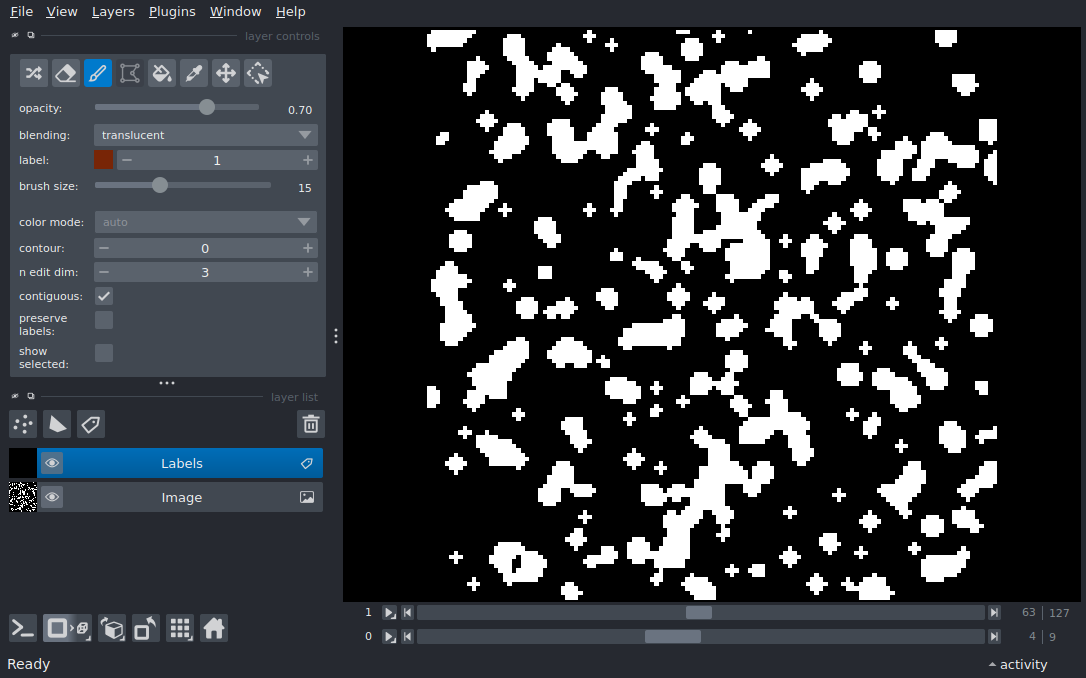 File View Layers Plugins Window Help
layer controls
opacity: 0.70
blending: translucent
label: 1
brush size: 15
color mode: auto
contour: 0
n edit dim: 3
contiguous:
preserve
labels:
show
selected:
layer list
Labels
Image
1 63 127
0 4 9
Ready activity